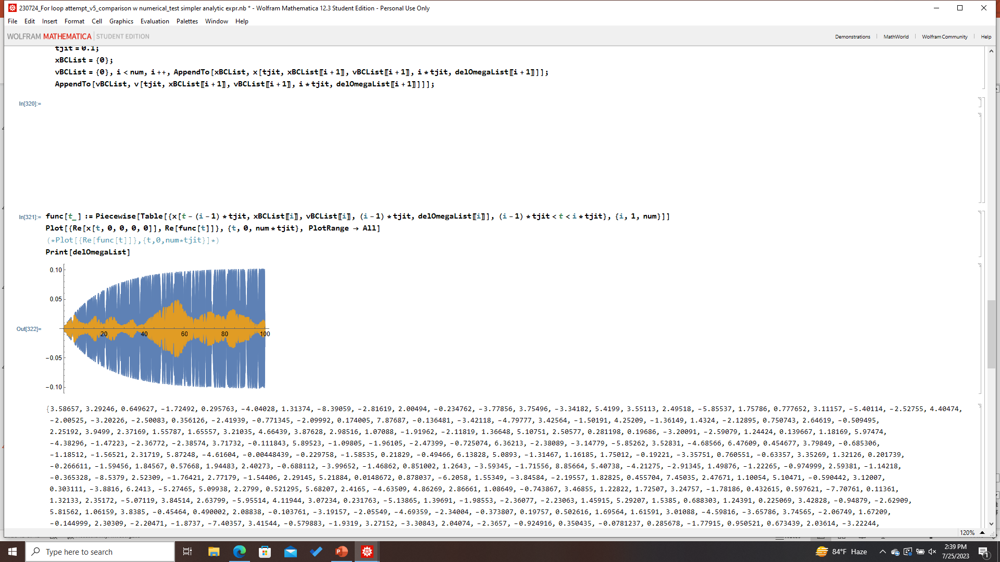 230724_For loop attempt_v5_comparison w numerical_test simpler analytic expr.nb * - Wolfram Mathematica 12.3 Student Edition - Personal Use Only
File Edit Insert Format Cell Graphics Evaluation Palettes Window Help
WOLFRAM MATHEMATICA STUDENT EDITION
Demonstrations MathWorld Wolfram Community Help
tjit = 0.1;
xBCList = {0};
vBCList = {0}, i < num, i ++, AppendTo[xBCList, x[tjit, xBCList[[i + 1]], vBCList[[i + 1]], i * tjit, delOmegaList[[i + 1]]]];
AppendTo[vBCList, v[tjit, xBCList[[i + 1]], vBCList[[i + 1]], i * tjit, delOmegaList[[i + 1]]]]];
In[320]:=
In[321]:= func[t_] := Piecewise[Table[{x[t - (i - 1) * tjit, xBCList[[i]], vBCList[[i]], (i - 1) * tjit, delOmegaList[[i]]], (i - 1) * tjit < t < i * tjit}, {i, 1, num}]]
Plot[{Re[x[t, 0, 0, 0, 0]], Re[func[t]]}, {t, 0, num * tjit}, PlotRange → All]
(*Plot[{Re[func[t]]},{t,0,num*tjit}]*)
Print[delOmegaList]
0.10
0.05
Out[322]=
20 40 60 80 100
-0.05
-0.10
{3.58657, 3.29246, 0.649627, -1.72492, 0.295763, -4.04028, 1.31374, -8.39059, -2.81619, 2.00494, -0.234762, -3.77856, 3.75496, -3.34182, 5.4199, 3.55113, 2.49518, -5.85537, 1.75786, 0.777652, 3.11157, -5.40114, -2.52755, 4.40474,
-2.00525, -3.20226, -2.50083, 0.356126, -2.41939, -0.771345, -2.09992, 0.174005, 7.87687, -0.136481, -3.42118, -4.79777, 3.42564, -1.50191, 4.25209, -1.36149, 1.4324, -2.12895, 0.750743, 2.64619, -0.509495,
2.25192, 3.9499, 2.37169, 1.55787, 1.65557, 3.21035, 4.66439, 3.87628, 2.98516, 1.07088, -1.91962, -2.11819, 1.36648, 5.10751, 2.50577, 0.281198, 0.19686, -3.20091, -2.59079, 1.24424, 0.139667, 1.18169, 5.97474,
-4.38296, -1.47223, -2.36772, -2.38574, 3.71732, -0.111843, 5.89523, -1.09805, -1.96105, -2.47399, -0.725074, 6.36213, -2.38089, -3.14779, -5.85262, 3.52831, -4.68566, 6.47609, 0.454677, 3.79849, -0.685306,
-1.18512, -1.56521, 2.31719, 5.87248, -4.61604, -0.00448439, -0.229758, -1.58535, 0.21829, -0.49466, 6.13828, 5.0893, -1.31467, 1.16185, 1.75012, -0.19221, -3.35751, 0.760551, -0.63357, 3.35269, 1.32126, 0.201739,
-0.266611, -1.59456, 1.84567, 0.57668, 1.94483, 2.40273, -0.688112, -3.99652, -1.46862, 0.851002, 1.2643, -3.59345, -1.71556, 8.85664, 5.40738, -4.21275, -2.91345, 1.49876, -1.22265, -0.974999, 2.59381, -1.14218,
-0.365328, -8.5379, 2.52309, -1.76421, 2.77179, -1.54406, 2.29145, 5.21884, 0.0148672, 0.878037, -6.2058, 1.55349, -3.84584, -2.19557, 1.82825, 0.455704, 7.45035, 2.47671, 1.10054, 5.10471, -0.590442, 3.12007,
0.303111, -3.8816, 6.2413, -5.27465, 5.09938, 2.2799, 0.521295, 5.68207, 2.4165, -4.63509, 4.86269, 2.86661, 1.08649, -0.743867, 3.46855, 1.22822, 1.72507, 3.24757, -1.78186, 0.432615, 0.597621, -7.70761, 0.11361,
1.32133, 2.35172, -5.07119, 3.84514, 2.63799, -5.95514, 4.11944, 3.07234, 0.231763, -5.13865, 1.39691, -1.98553, -2.36077, -2.23063, 1.45915, 5.29207, 1.5385, 0.688303, 1.24391, 0.225069, 3.42828, -0.94879, -2.62909,
5.81562, 1.06159, 3.8385, -0.45464, 0.490002, 2.08838, -0.103761, -3.19157, -2.05549, -4.69359, -2.34004, -0.373807, 0.19757, 0.502616, 1.69564, 1.61591, 3.01088, -4.59816, -3.65786, 3.74565, -2.06749, 1.67209,
-0.144999, 2.30309, -2.20471, -1.8737, -7.40357, 3.41544, -0.579883, -1.9319, 3.27152, -3.30843, 2.04074, -2.3657, -0.924916, 0.350435, -0.0781237, 0.285678, -1.77915, 0.950521, 0.673439, 2.03614, -3.22244,
120%
Type here to search
84°F Haze
2:39 PM
7/25/2023
1